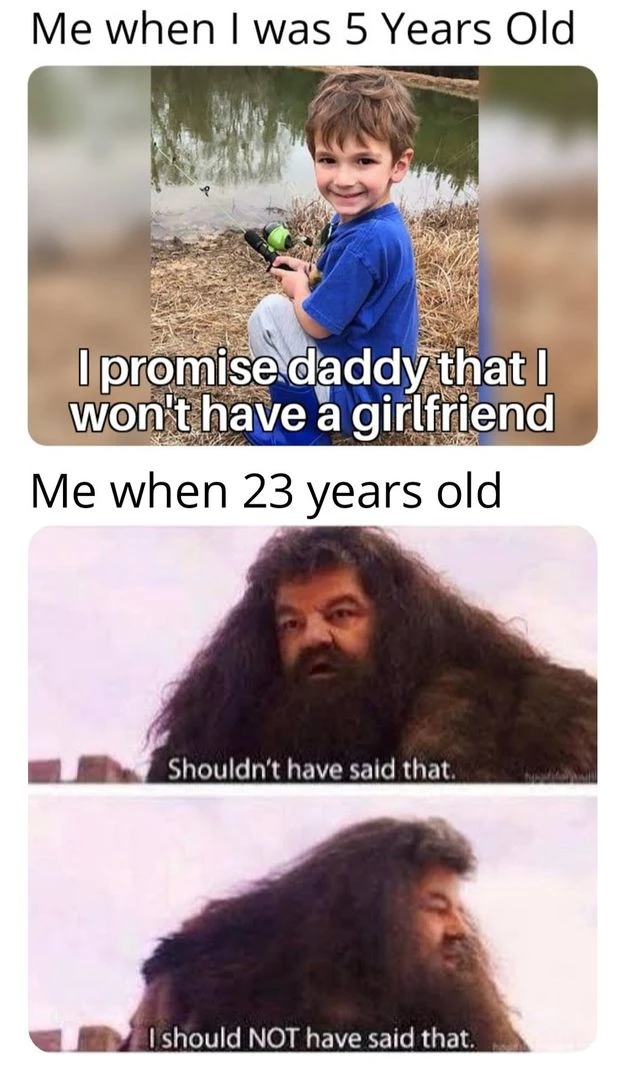 Me when I was 5 Years Old
I promise daddy that I
won't have a girlfriend
Me when 23 years old
Shouldn't have said that.
I should NOT have said that.